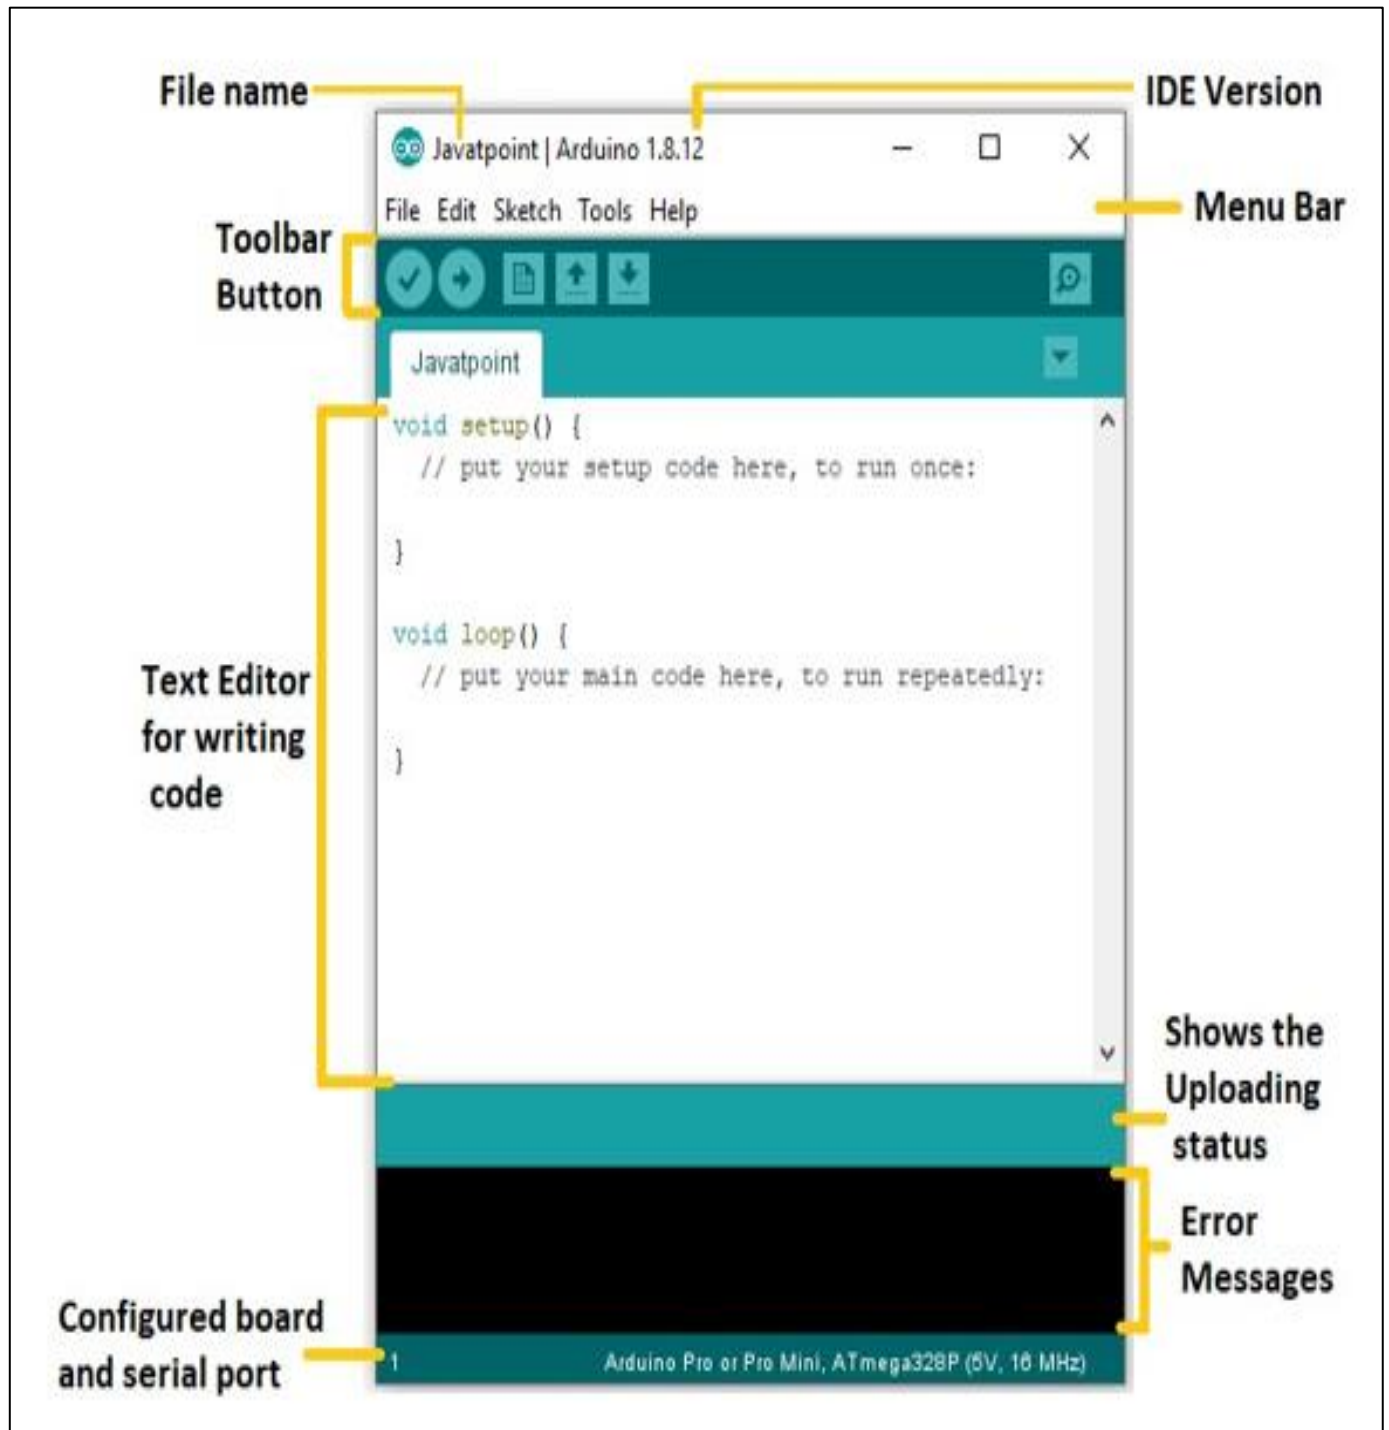 File name
IDE Version
Javatpoint | Arduino 1.8.12
File Edit Sketch Tools Help
Menu Bar
Toolbar
Button
Javatpoint
void setup() {
// put your setup code here, to run once:
}
void loop() {
// put your main code here, to run repeatedly:
}
Text Editor
for writing
code
Shows the
Uploading
status
Error
Messages
Configured board
and serial port
1
Arduino Pro or Pro Mini, ATmega328P (5V, 16 MHz)